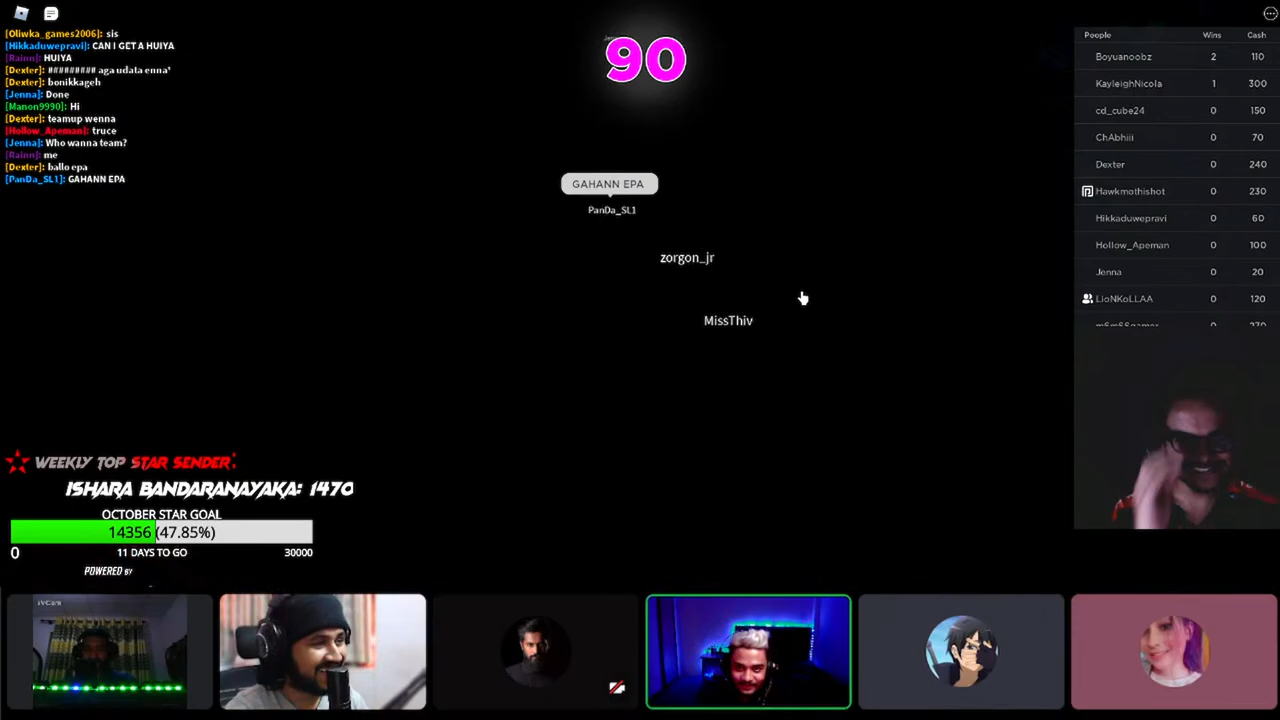 [Oliwka_games2006]: sis
[Hikkaduwepravi]: CAN I GET A HUIYA
[Rainn]: HUIYA
[Dexter]: ######### aga udata enna'
[Dexter]: bonikkageh
[Jenna]: Done
[Manon9990]: Hi
[Dexter]: teamup wenna
[Hollow_Apeman]: truce
[Jenna]: Who wanna team?
[Rainn]: me
[Dexter]: ballo epa
[PanDa_SL1]: GAHANN EPA
90
GAHANN EPA
PanDa_SL1
zorgon_jr
MissThiv
People Wins Cash
Boyuanoobz 2 110
KayleighNicola 1 300
cd_cube24 0 150
ChAbhiii 0 70
Dexter 0 240
Hawkmothishot 0 230
Hikkaduwepravi 0 60
Hollow_Apeman 0 100
Jenna 0 20
LioNKoLLAA 0 120
WEEKLY TOP STAR SENDER:
ISHARA BANDARANAYAKA: 1470
OCTOBER STAR GOAL
14356 (47.85%)
0 11 DAYS TO GO 30000
POWERED BY
iVCam